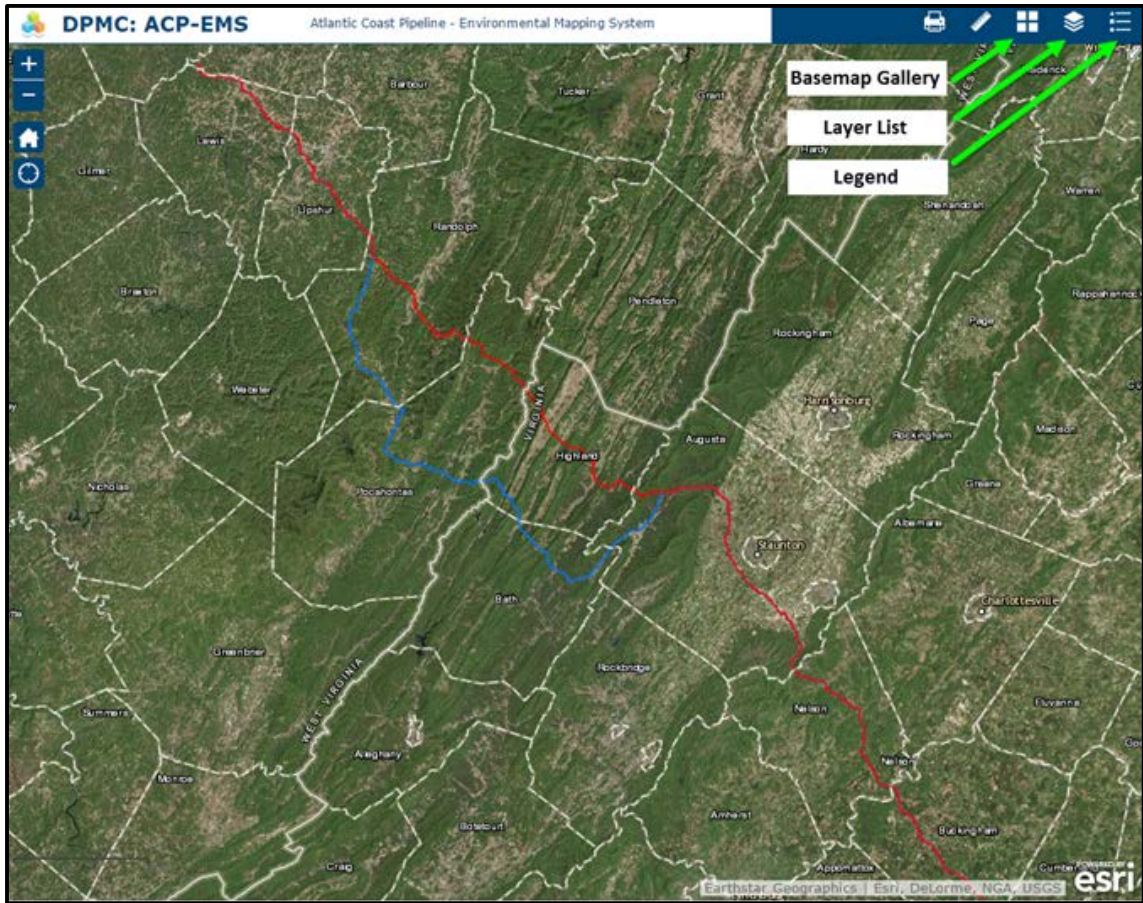 DPMC: ACP-EMS
Atlantic Coast Pipeline - Environmental Mapping System
Basemap Gallery
Layer List
Legend
Barbour
Tucker
Grant
Hardy
Lewis
Gilmer
Upshur
Randolph
Shenandoah
Warren
Braxton
Pendleton
Rockingham
Page
Webster
VIRGINIA
Harrisonburg
Rockingham
Madison
Augusta
Highland
Nicholas
Pocahontas
Greene
Albemarle
Staunton
Bath
Charlottesville
Greenbrier
WEST VIRGINIA
Rockbridge
Summers
Nelson
Fluvanna
Alleghany
Monroe
Nelson
Botetourt
Amherst
Buckingham
Craig
Appomattox
Earthstar Geographics | Esri, DeLorme, NGA, USGS
POWERED BY
esri